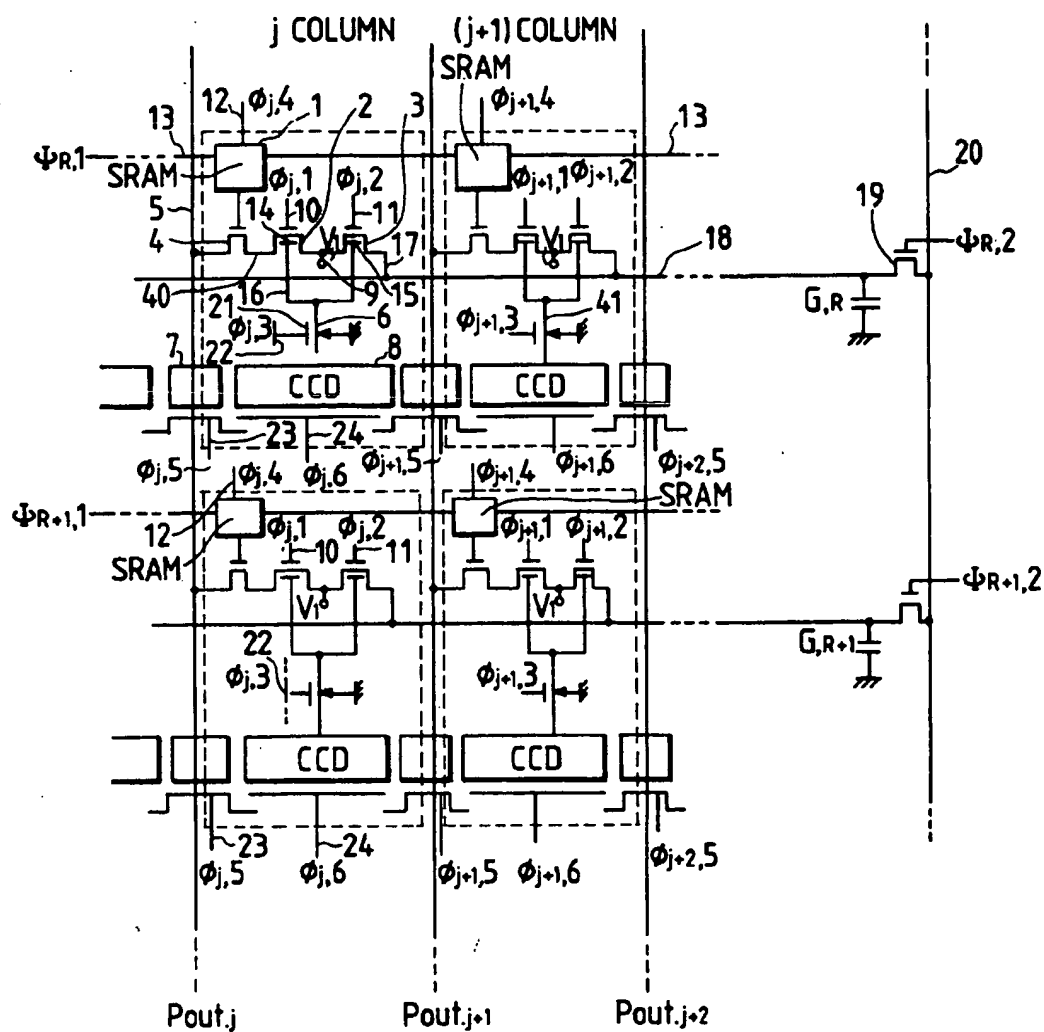 j COLUMN (j+1) COLUMN
SRAM
12 ϕj,4 1 2 3 ϕj+1,4
13 13
ΨR,1
20
SRAM
ϕj,1 ϕj,2 ϕj+1,1 ϕj+1,2
5 14 10 11 19
ΨR,2
4 V1 17 V1 18
40 16 9 15 41
G,R
21 6
ϕj,3 ϕj+1,3
22
7 8
CCD CCD
23 24
ϕj,5 ϕj,4 ϕj,6 ϕj+1,5 ϕj+1,4 ϕj+1,6 ϕj+2,5
SRAM
ΨR+1,1
12 ϕj,1 ϕj,2 ϕj+1,1 ϕj+1,2
SRAM
10 11
ΨR+1,2
V1 V1
G,R+1
22
ϕj,3 ϕj+1,3
CCD CCD
23 24
ϕj,5 ϕj,6 ϕj+1,5 ϕj+1,6 ϕj+2,5
Pout.j Pout.j+1 Pout.j+2